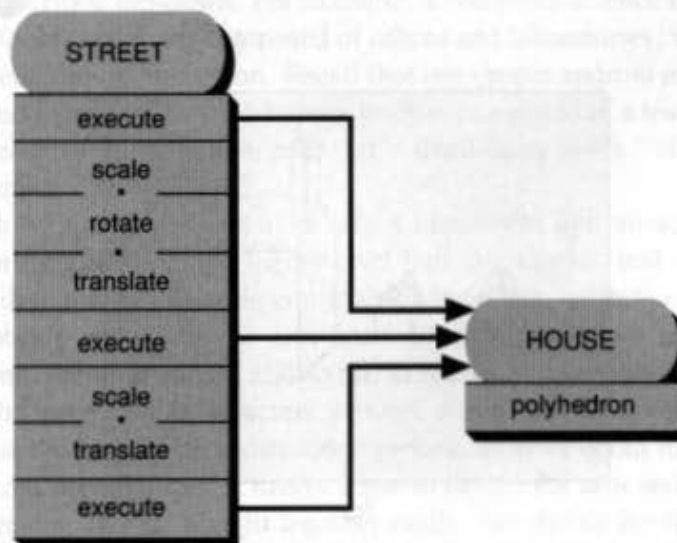 STREET
execute
scale
rotate
translate
execute
scale
translate
execute
HOUSE
polyhedron